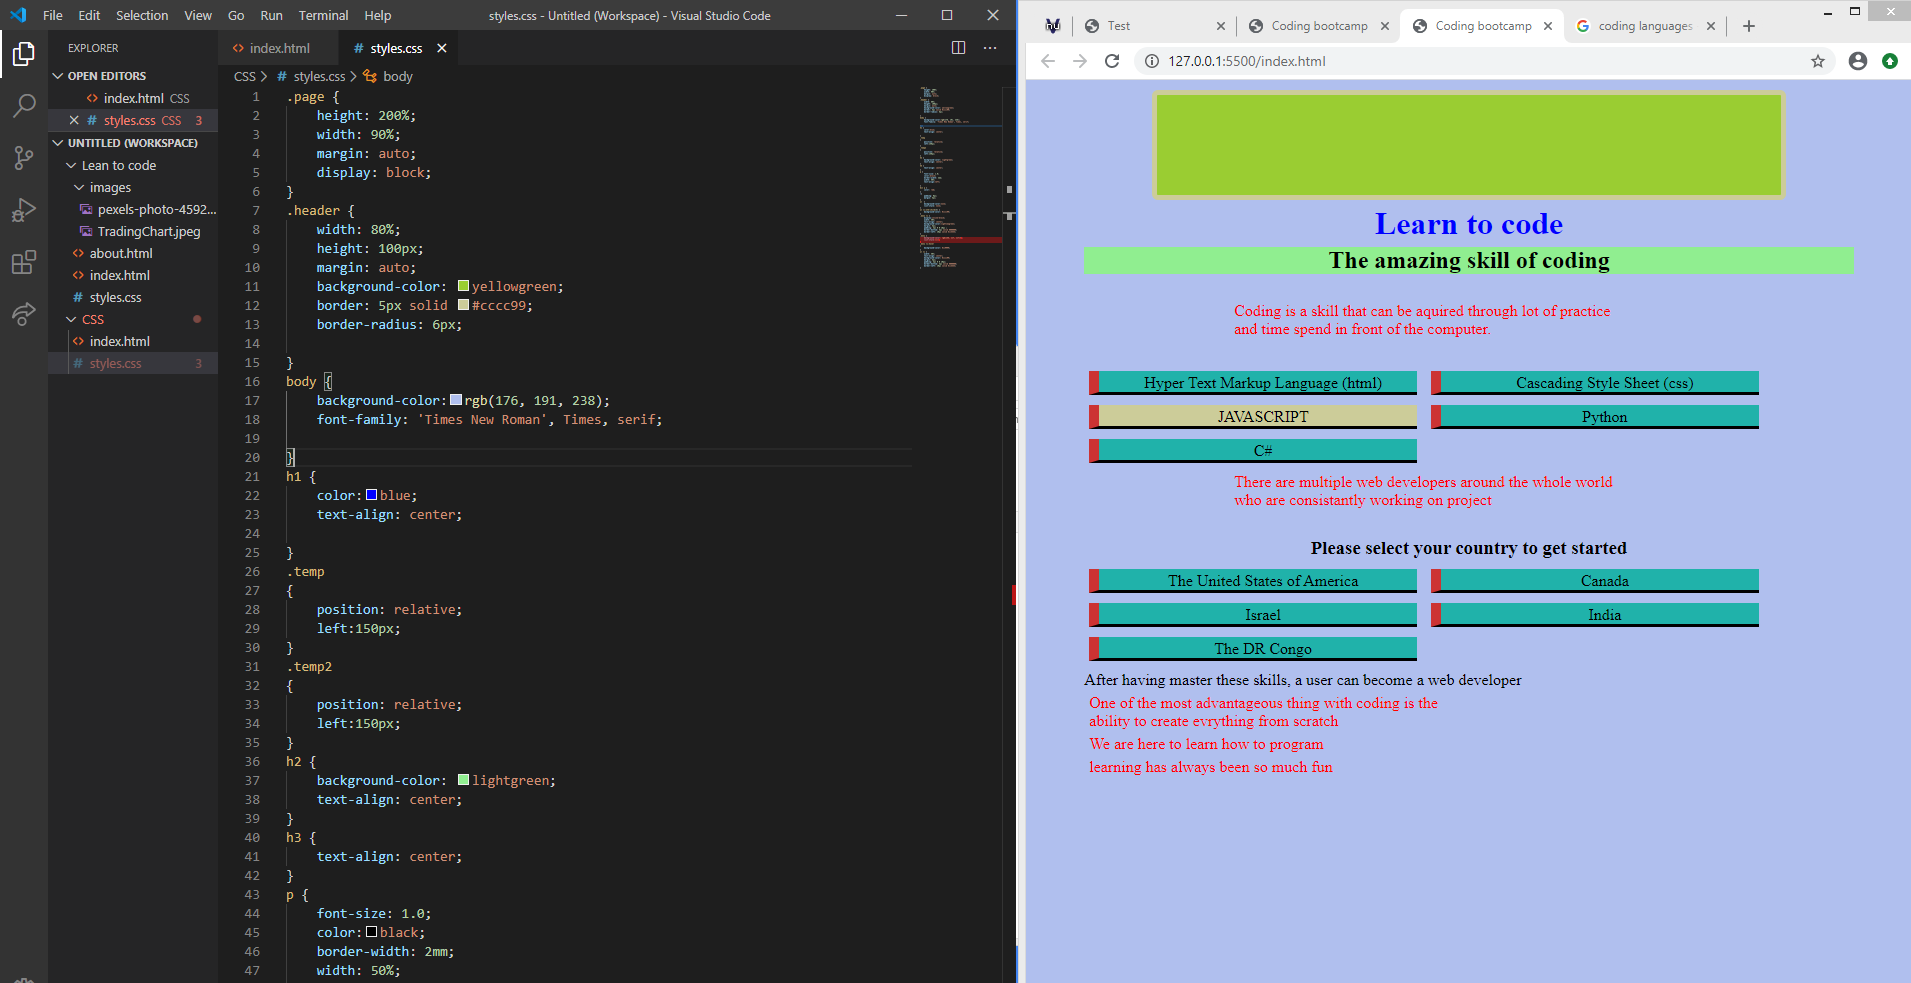 File Edit Selection View Go Run Terminal Help
styles.css - Untitled (Workspace) - Visual Studio Code
EXPLORER
OPEN EDITORS
index.html CSS
styles.css CSS 3
UNTITLED (WORKSPACE)
Lean to code
images
pexels-photo-4592...
TradingChart.jpeg
about.html
index.html
styles.css
CSS
index.html
styles.css 3
index.html
styles.css
CSS > styles.css > body
1 .page {
2 height: 200%;
3 width: 90%;
4 margin: auto;
5 display: block;
6 }
7 .header {
8 width: 80%;
9 height: 100px;
10 margin: auto;
11 background-color: yellowgreen;
12 border: 5px solid #cccc99;
13 border-radius: 6px;
14
15 }
16 body {
17 background-color: rgb(176, 191, 238);
18 font-family: 'Times New Roman', Times, serif;
19
20 }
21 h1 {
22 color: blue;
23 text-align: center;
24
25 }
26 .temp
27 {
28 position: relative;
29 left:150px;
30 }
31 .temp2
32 {
33 position: relative;
34 left:150px;
35 }
36 h2 {
37 background-color: lightgreen;
38 text-align: center;
39 }
40 h3 {
41 text-align: center;
42 }
43 p {
44 font-size: 1.0;
45 color: black;
46 border-width: 2mm;
47 width: 50%;
Test
Coding bootcamp
Coding bootcamp
coding languages
127.0.0.1:5500/index.html
Learn to code
The amazing skill of coding
Coding is a skill that can be aquired through lot of practice
and time spend in front of the computer.
Hyper Text Markup Language (html)
Cascading Style Sheet (css)
JAVASCRIPT
Python
C#
There are multiple web developers around the whole world
who are consistantly working on project
Please select your country to get started
The United States of America
Canada
Israel
India
The DR Congo
After having master these skills, a user can become a web developer
One of the most advantageous thing with coding is the
ability to create evrything from scratch
We are here to learn how to program
learning has always been so much fun